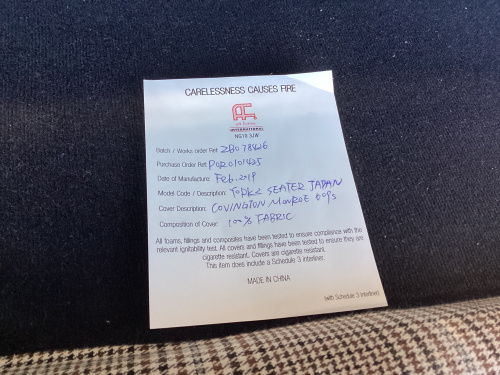 CARELESSNESS CAUSES FIRE
INTERNATIONAL
NG10 3JW
Batch / Works order Ref: ZB078426
Purchase Order Ref: POR0101425
Date of Manufacture: Feb.2019
Model Code / Description: SEATER JAPAN
Cover Description: COVINGTON MONROE
Composition of Cover: 100% FABRIC
All foams, fillings and composites have been tested to ensure compliance with the
relevant ignitability test. All covers and fillings have been tested to ensure they are
cigarette resistant. Covers are cigarette resistant.
This item does include a Schedule 3 interliner.
MADE IN CHINA
(with Schedule 3 Interliner)